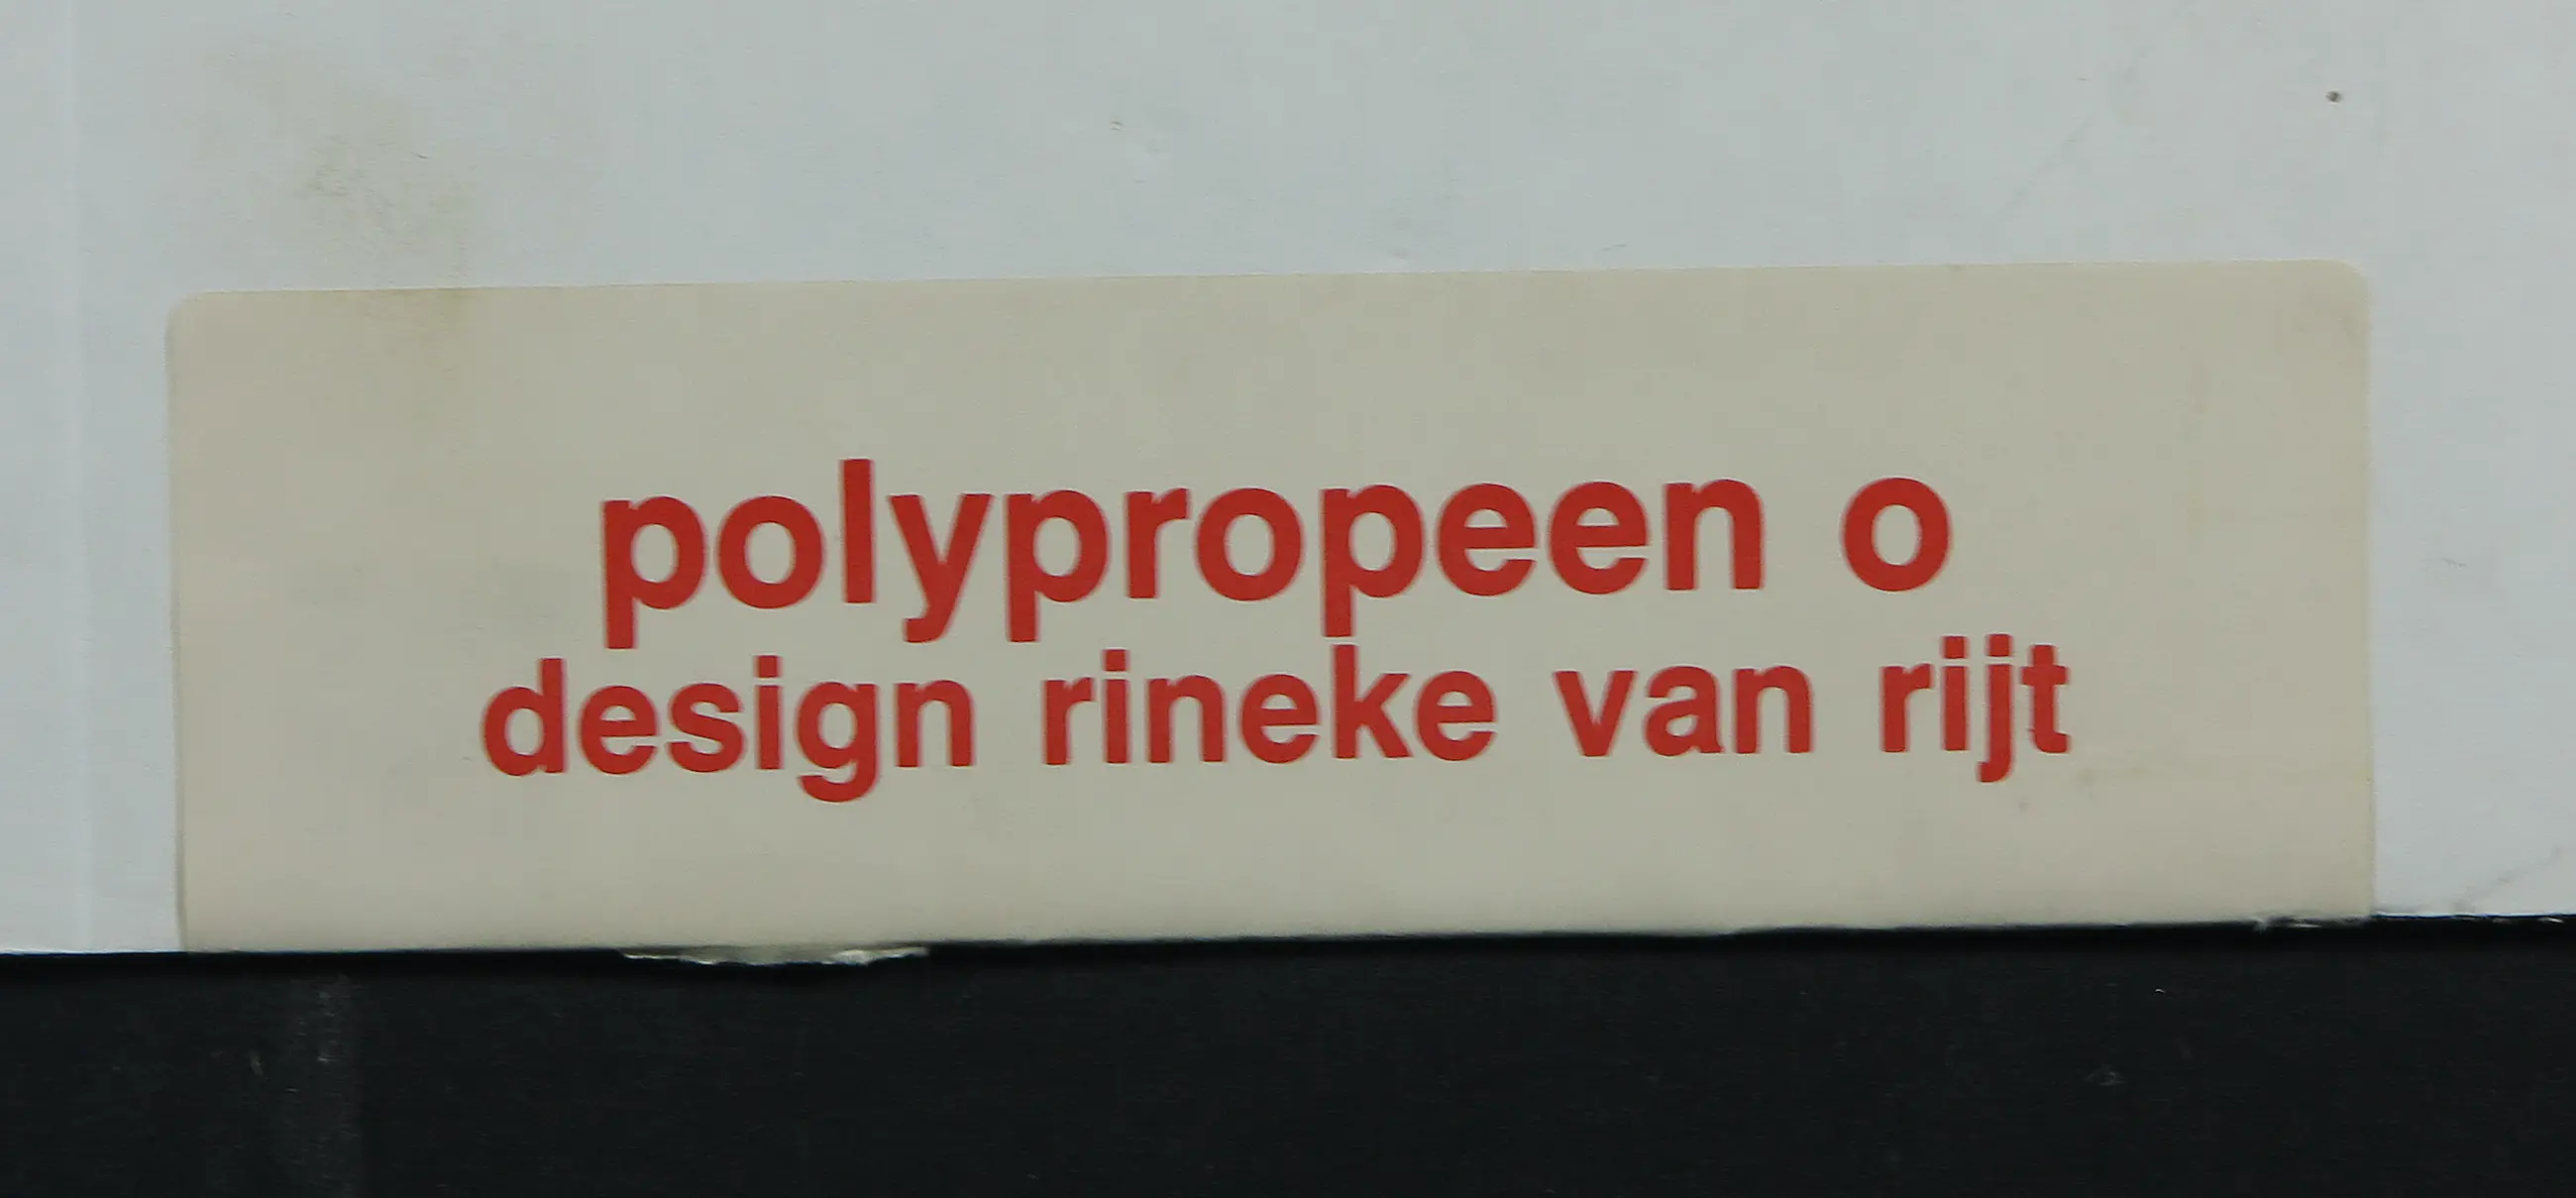 polypropeen o
design rineke van rijt